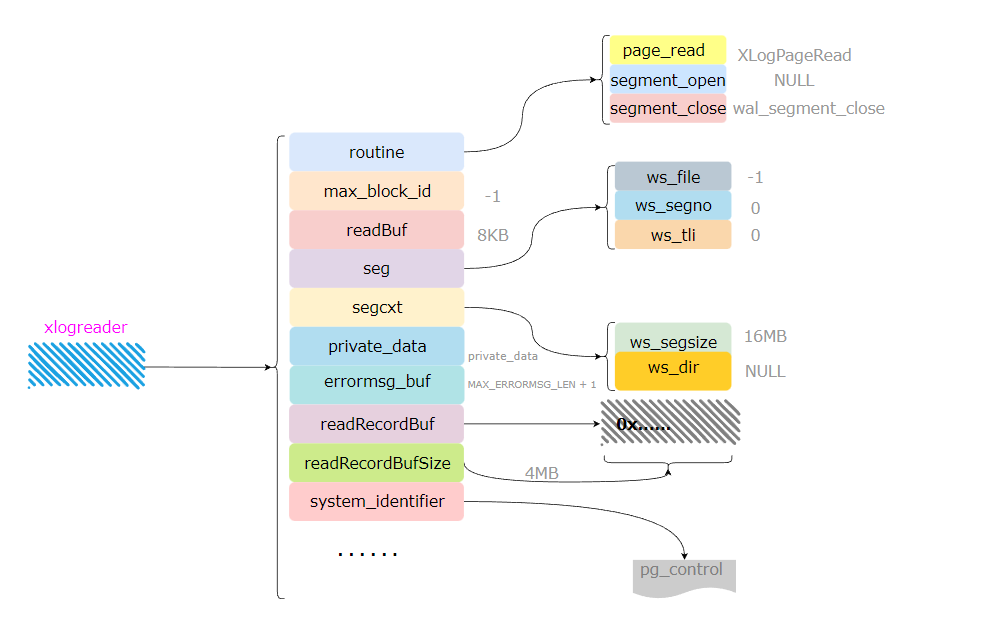 page_read
XLogPageRead
segment_open
NULL
segment_close
wal_segment_close
routine
max_block_id
-1
readBuf
8KB
seg
ws_file
-1
ws_segno
0
ws_tli
0
segcxt
xlogreader
private_data
private_data
errormsg_buf
MAX_ERRORMSG_LEN + 1
ws_segsize
16MB
ws_dir
NULL
readRecordBuf
0x......
readRecordBufSize
4MB
system_identifier
......
pg_control